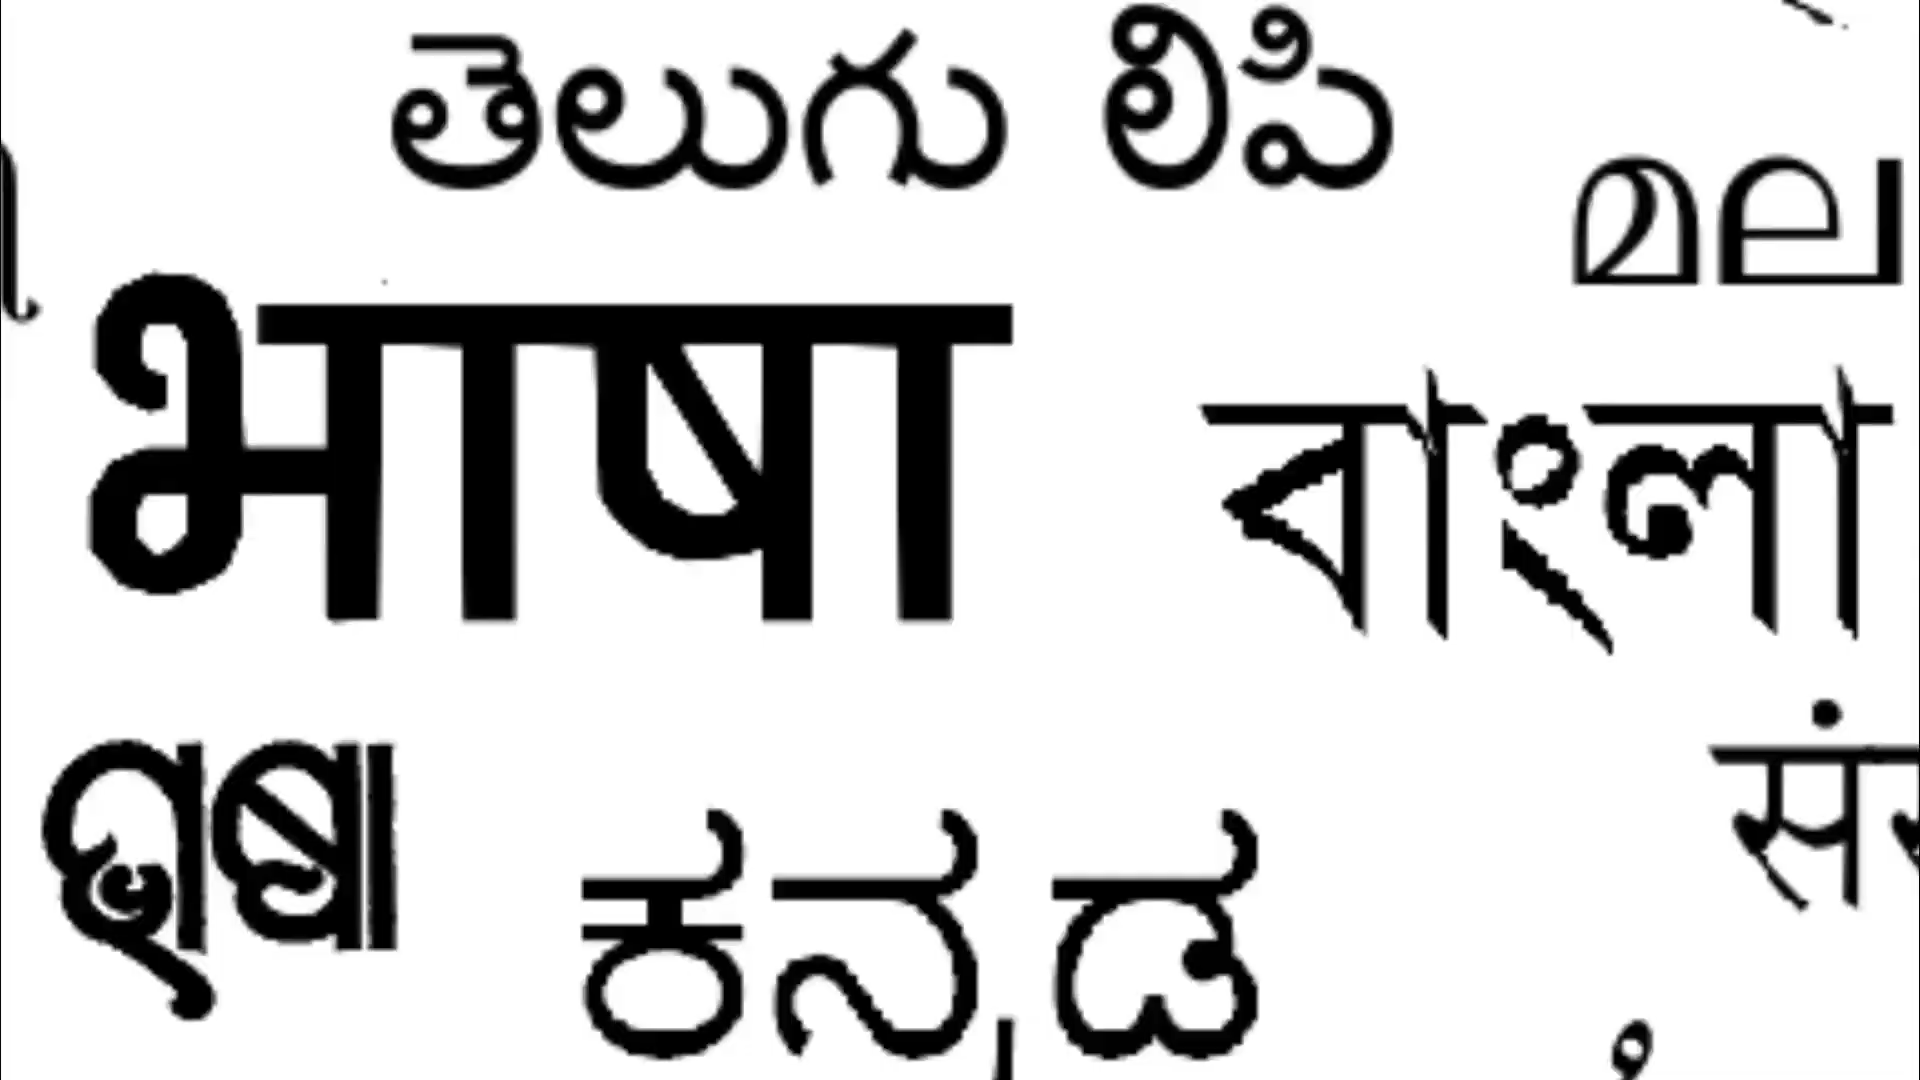 తెలుగు లిపి
മല
भाषा
বাংলা
ଭାଷା
ಕನ್ನಡ